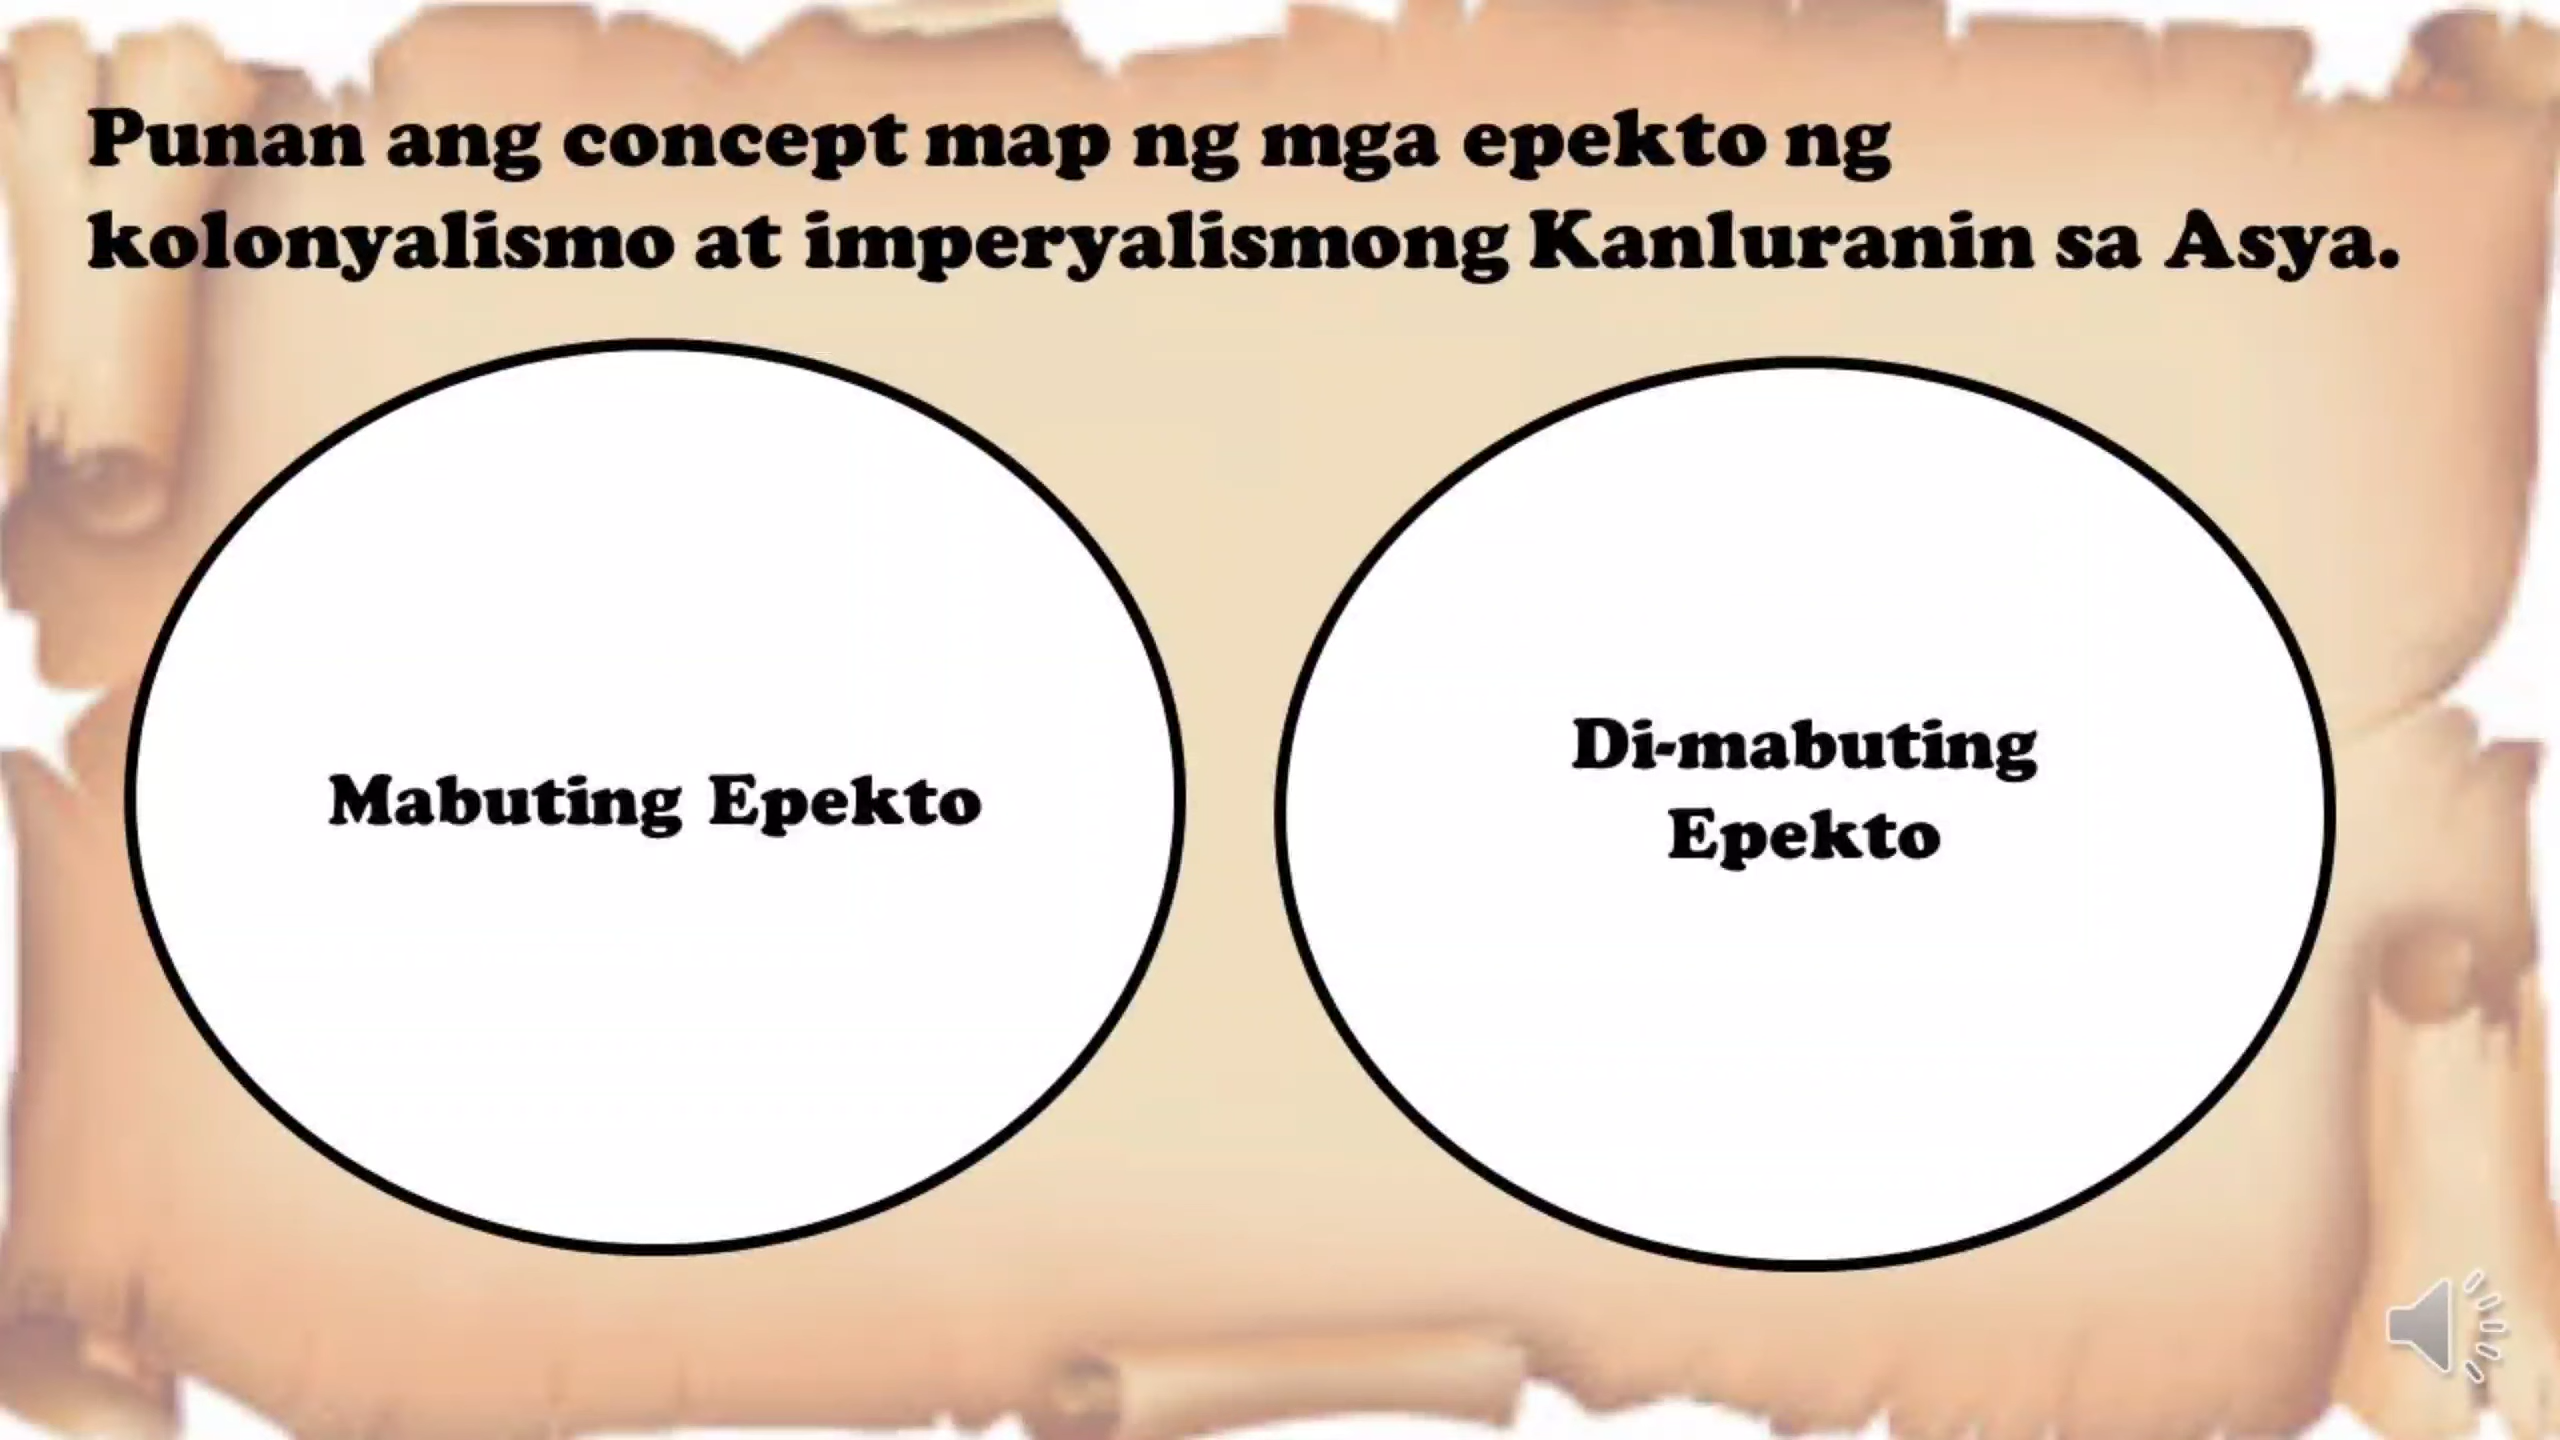 Punan ang concept map ng mga epekto ng
kolonyalismo at imperyalismong Kanluranin sa Asya.
Mabuting Epekto
Di-mabuting
Epekto